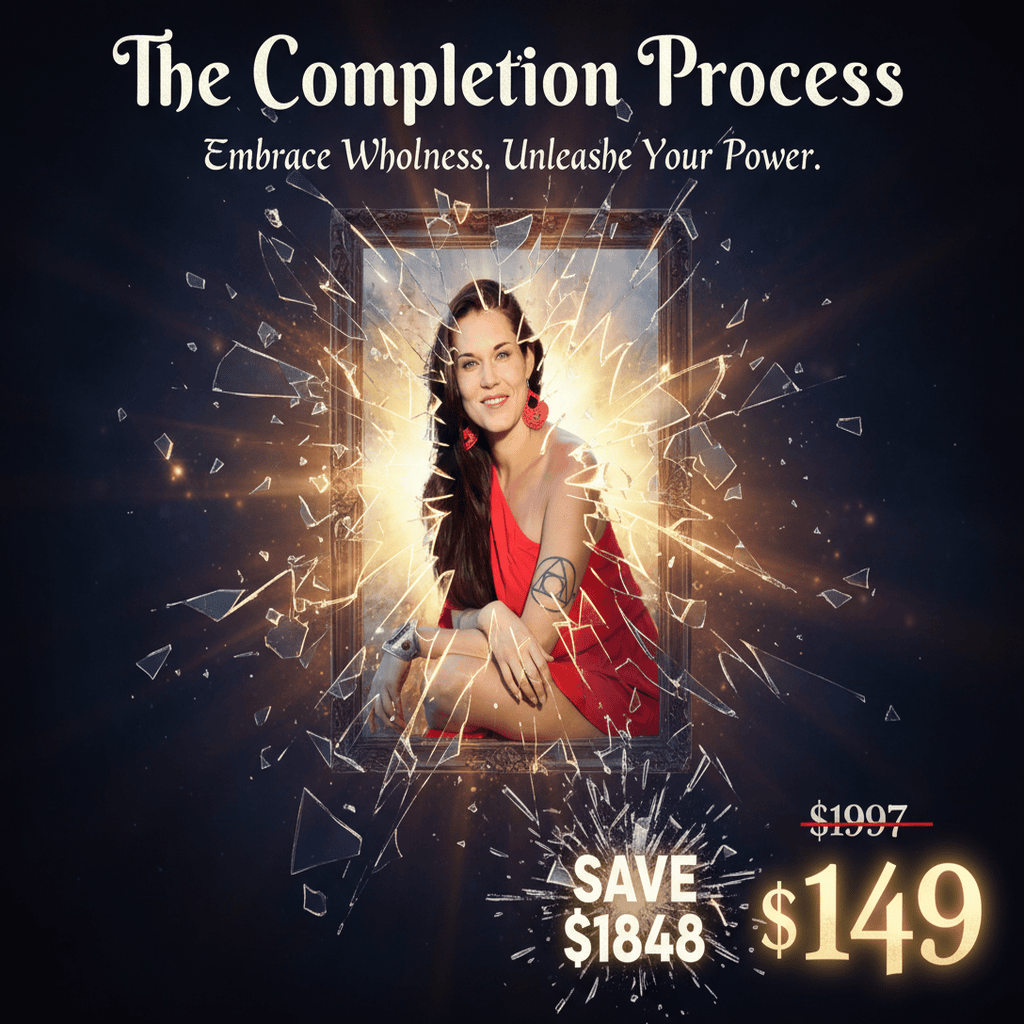 The Completion Process
Embrace Wholness. Unleashe Your Power.
$1997
SAVE
$1848
$149